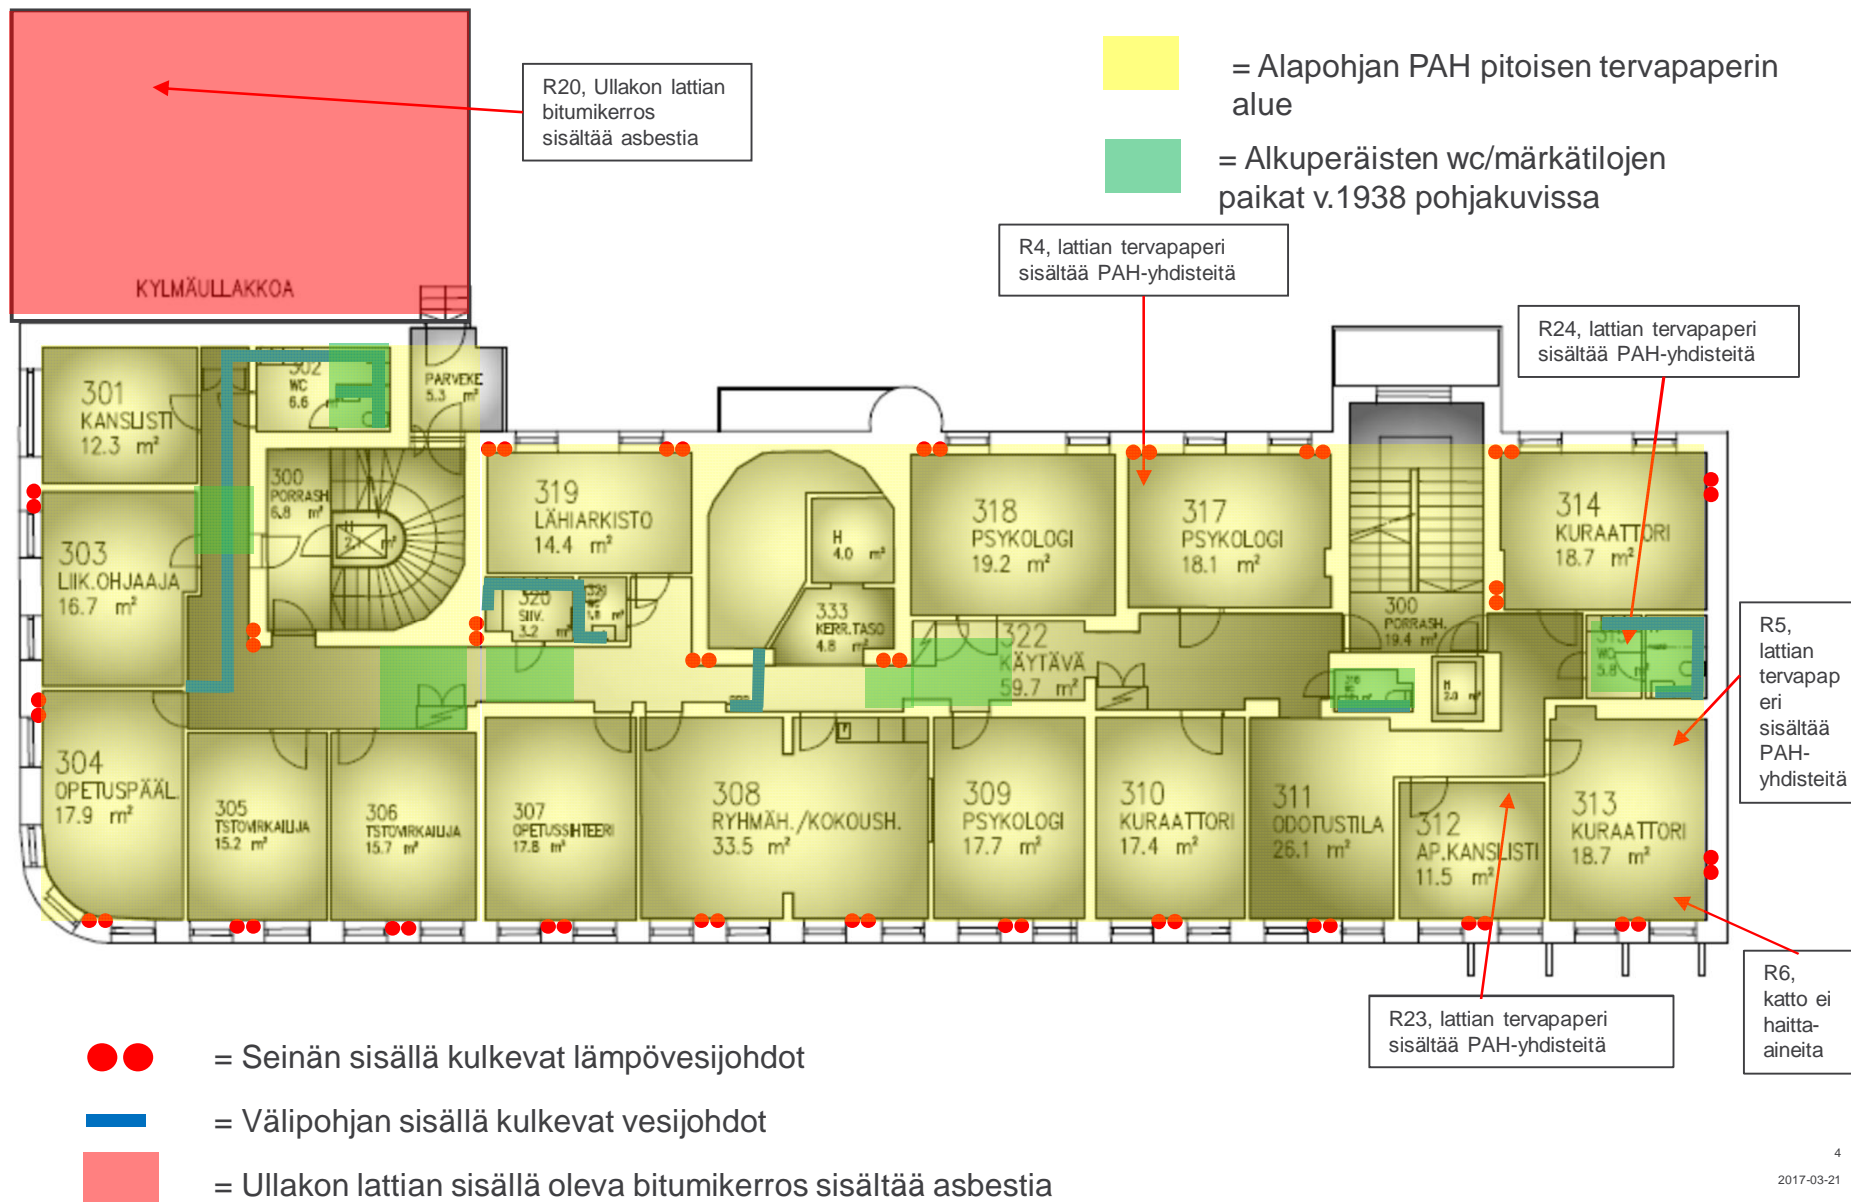 = Alapohjan PAH pitoisen tervapaperin
alue
R20, Ullakon lattian
bitumikerros
sisältää asbestia
= Alkuperäisten wc/märkätilojen
paikat v.1938 pohjakuvissa
R4, lattian tervapaperi
sisältää PAH-yhdisteitä
KYLMÄULLAKKOA
R24, lattian tervapaperi
sisältää PAH-yhdisteitä
301
KANSLISTI
12.3 m²
302
WC
6.6 m²
PARVEKE
5.3 m²
300
PORRASH.
6.8 m²
H
303
LIIK.OHJAAJA
16.7 m²
319
LÄHIARKISTO
14.4 m²
H
4.0 m²
318
PSYKOLOGI
19.2 m²
317
PSYKOLOGI
18.1 m²
314
KURAATTORI
18.7 m²
320
SIIV.
3.2 m²
321
333
KERR.TASO
4.8 m²
322
KÄYTÄVÄ
59.7 m²
300
PORRASH.
19.4 m²
H
2.0 m²
315
WC
5.8 m²
R5,
lattian
tervapap
eri
sisältää
PAH-
yhdisteitä
304
OPETUSPÄÄL.
17.9 m²
305
TSTOVIRKAILIJA
15.2 m²
306
TSTOVIRKAILIJA
15.7 m²
307
OPETUSSIHTEERI
17.8 m²
308
RYHMÄH./KOKOUSH.
33.5 m²
309
PSYKOLOGI
17.7 m²
310
KURAATTORI
17.4 m²
311
ODOTUSTILA
26.1 m²
312
AP.KANSLISTI
11.5 m²
313
KURAATTORI
18.7 m²
R6,
katto ei
haitta-
aineita
R23, lattian tervapaperi
sisältää PAH-yhdisteitä
= Seinän sisällä kulkevat lämpövesijohdot
= Välipohjan sisällä kulkevat vesijohdot
= Ullakon lattian sisällä oleva bitumikerros sisältää asbestia
4
2017-03-21